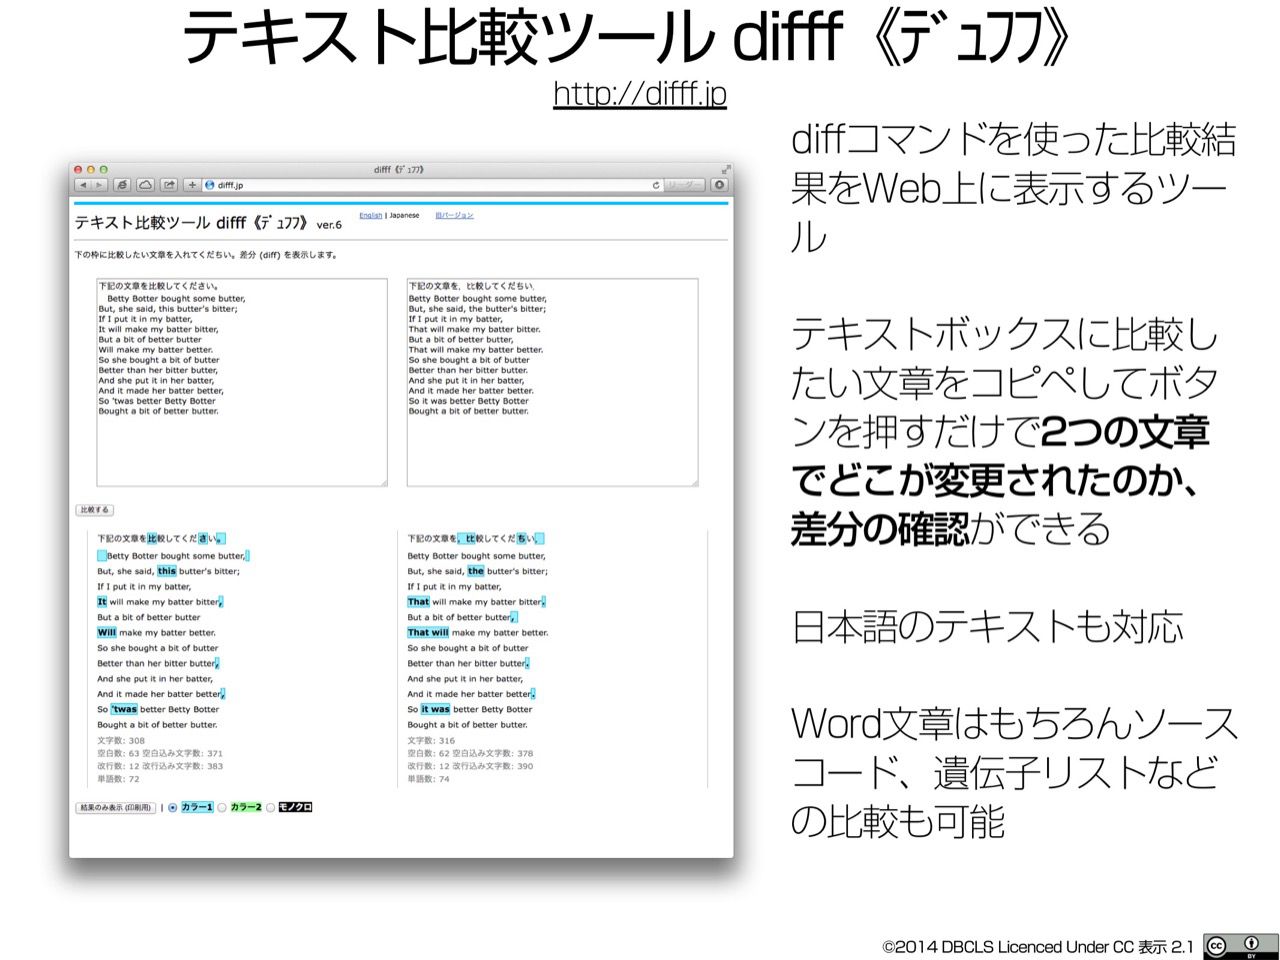 テキスト比較ツール difff《ﾃﾞｭﾌﾌ》
http://difff.jp
difff《ﾃﾞｭﾌﾌ》
difff.jp
リーダー
テキスト比較ツール difff《ﾃﾞｭﾌﾌ》 ver.6
English | Japanese
旧バージョン
下の枠に比較したい文章を入れてくだちい。差分 (diff) を表示します。
下記の文章を比較してください。
Betty Botter bought some butter,
But, she said, this butter's bitter;
If I put it in my batter,
It will make my batter bitter,
But a bit of better butter
Will make my batter better.
So she bought a bit of butter
Better than her bitter butter,
And she put it in her batter,
And it made her batter better,
So 'twas better Betty Botter
Bought a bit of better butter.
下記の文章を、比較してくだちい.
Betty Botter bought some butter,
But, she said, the butter's bitter;
If I put it in my batter,
That will make my batter bitter.
But a bit of better butter,
That will make my batter better.
So she bought a bit of butter
Better than her bitter butter.
And she put it in her batter,
And it made her batter better.
So it was better Betty Botter
Bought a bit of better butter.
比較する
下記の文章を比較してください。
Betty Botter bought some butter,
But, she said, this butter's bitter;
If I put it in my batter,
It will make my batter bitter,
But a bit of better butter
Will make my batter better.
So she bought a bit of butter
Better than her bitter butter,
And she put it in her batter,
And it made her batter better,
So 'twas better Betty Botter
Bought a bit of better butter.
文字数: 308
空白数: 63 空白込み文字数: 371
改行数: 12 改行込み文字数: 383
単語数: 72
下記の文章を、比較してくだちい.
Betty Botter bought some butter,
But, she said, the butter's bitter;
If I put it in my batter,
That will make my batter bitter.
But a bit of better butter,
That will make my batter better.
So she bought a bit of butter
Better than her bitter butter.
And she put it in her batter,
And it made her batter better.
So it was better Betty Botter
Bought a bit of better butter.
文字数: 316
空白数: 62 空白込み文字数: 378
改行数: 12 改行込み文字数: 390
単語数: 74
結果のみ表示 (印刷用) | カラー1 カラー2 モノクロ
diffコマンドを使った比較結
果をWeb上に表示するツー
ル
テキストボックスに比較し
たい文章をコピペしてボタ
ンを押すだけで2つの文章
でどこが変更されたのか、
差分の確認ができる
日本語のテキストも対応
Word文章はもちろんソース
コード、遺伝子リストなど
の比較も可能
©2014 DBCLS Licenced Under CC 表示 2.1
cc
BY